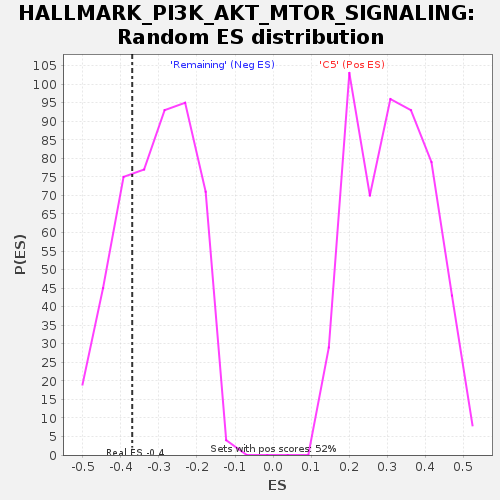 HALLMARK_PI3K_AKT_MTOR_SIGNALING:
Random ES distribution
'Remaining' (Neg ES)
'C5' (Pos ES)
105
100
95
90
85
80
75
70
65
60
55
50
45
40
35
30
25
20
15
10
5
0
P(ES)
Real ES -0.4
Sets with pos scores: 52%
-0.5 -0.4 -0.3 -0.2 -0.1 0.0 0.1 0.2 0.3 0.4 0.5
ES